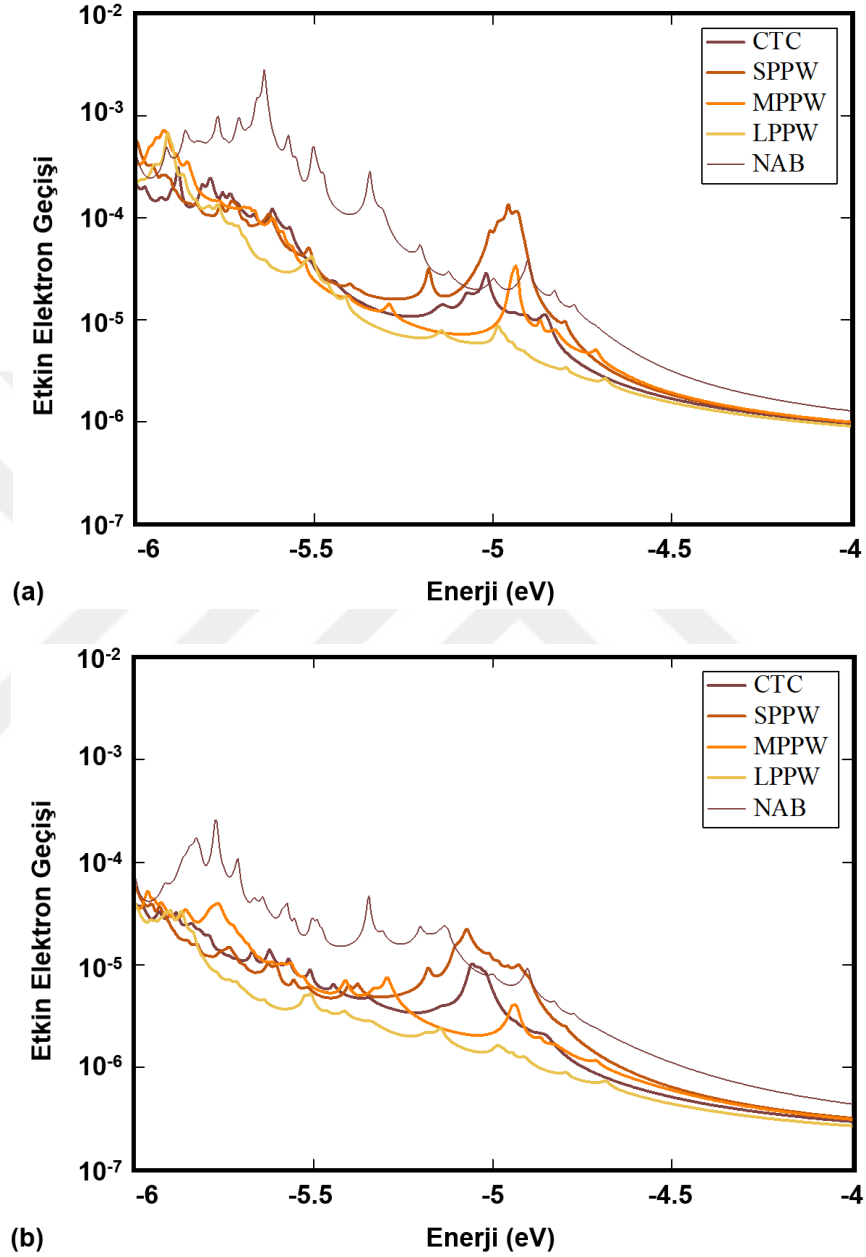 10-2
10-3
10-4
10-5
10-6
10-7
Etkin Elektron Geçişi
CTC
SPPW
MPPW
LPPW
NAB
-6
-5.5
-5
-4.5
-4
Enerji (eV)
(a)
10-2
10-3
10-4
10-5
10-6
10-7
Etkin Elektron Geçişi
CTC
SPPW
MPPW
LPPW
NAB
-6
-5.5
-5
-4.5
-4
Enerji (eV)
(b)